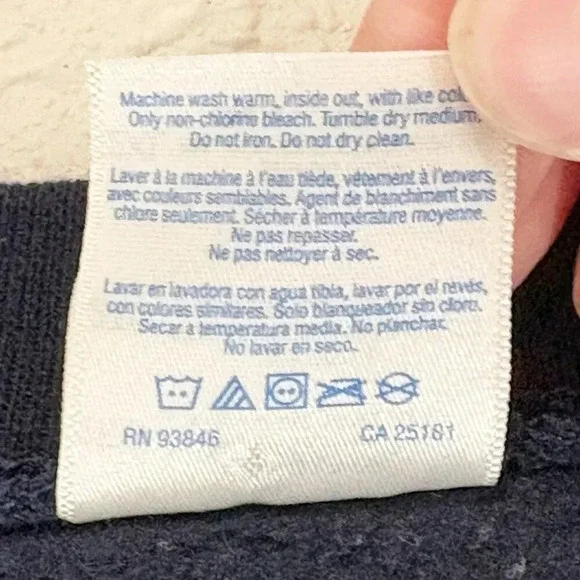 Machine wash warm, inside out, with like
Only non-chlorine bleach. Tumble dry medium.
Do not iron. Do not dry clean.
Laver à la machine à l'eau tiède, vêtement à l'envers,
avec couleurs semblables. Agent de blanchiment sans
chlore seulement. Sécher à température moyenne.
Ne pas repasser.
Ne pas nettoyer à sec.
Lavar en lavadora con agua tibia, lavar por el revés,
con colores similares. Solo blanqueador sin cloro.
Secar a temperatura media. No planchar.
No lavar en seco.
RN 93846 CA 25181